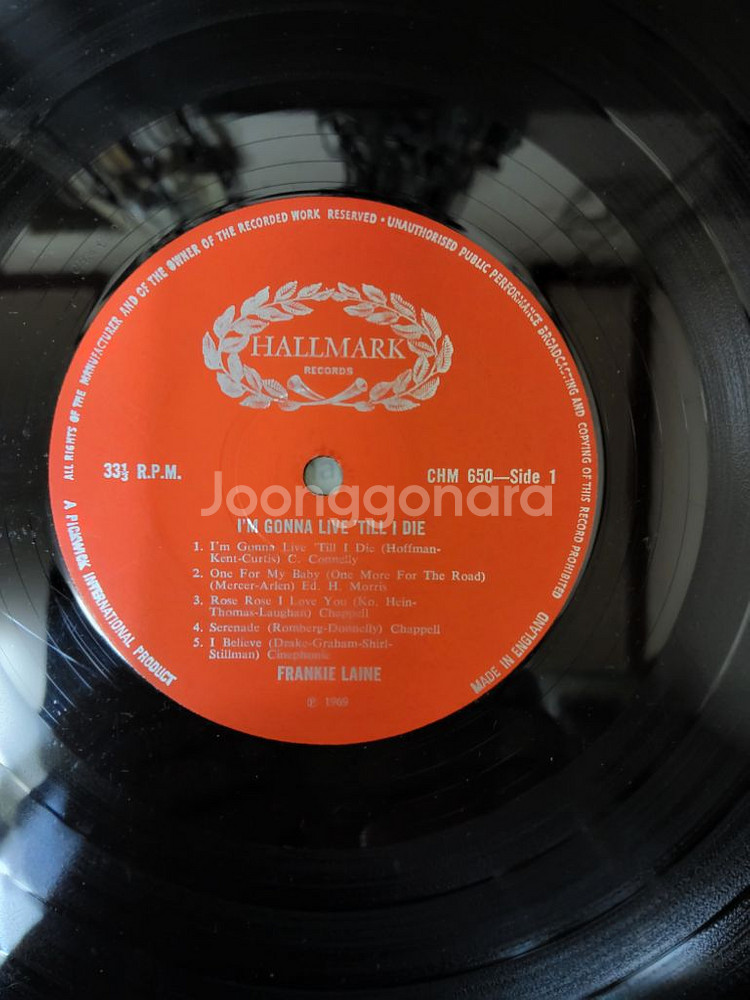 ALL RIGHTS OF THE MANUFACTURER AND OF THE OWNER OF THE RECORDED WORK RESERVED • UNAUTHORISED PUBLIC PERFORMANCE BROADCASTING AND COPYING OF THIS RECORD PROHIBITED
HALLMARK
RECORDS
33⅓ R.P.M.
CHM 650—Side 1
Joonggonara
I'M GONNA LIVE 'TILL I DIE
1. I'm Gonna Live 'Till I Die (Hoffman-
Kent-Curtis) C. Connelly
2. One For My Baby (One More For The Road)
(Mercer-Arlen) Ed. H. Morris
3. Rose Rose I Love You (Ko. Hein-
Thomas-Laughan) Chappell
4. Serenade (Romberg-Donnelly) Chappell
5. I Believe (Drake-Graham-Shirl-
Stillman) Cinephonic
FRANKIE LAINE
℗ 1969
A PICKWICK INTERNATIONAL PRODUCT
MADE IN ENGLAND